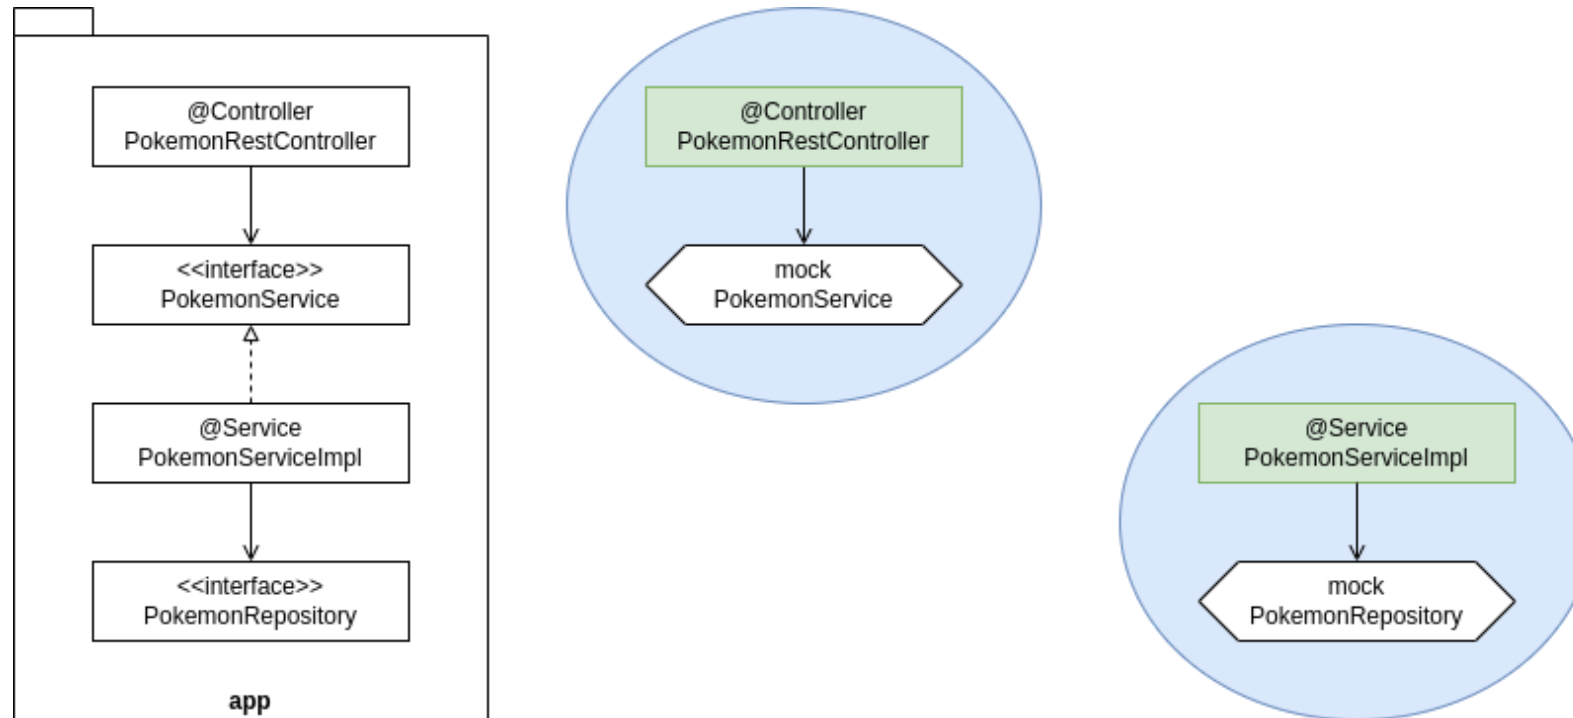 @Controller
PokemonRestController
<<interface>>
PokemonService
@Service
PokemonServiceImpl
<<interface>>
PokemonRepository
app
@Controller
PokemonRestController
mock
PokemonService
@Service
PokemonServiceImpl
mock
PokemonRepository